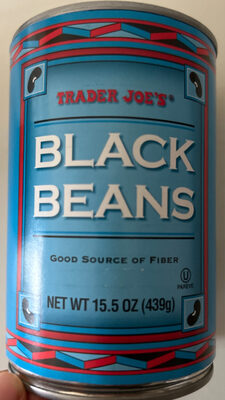 TRADER JOE'S®
BLACK
BEANS
GOOD SOURCE OF FIBER
U
PAREVE
NET WT 15.5 OZ (439g)